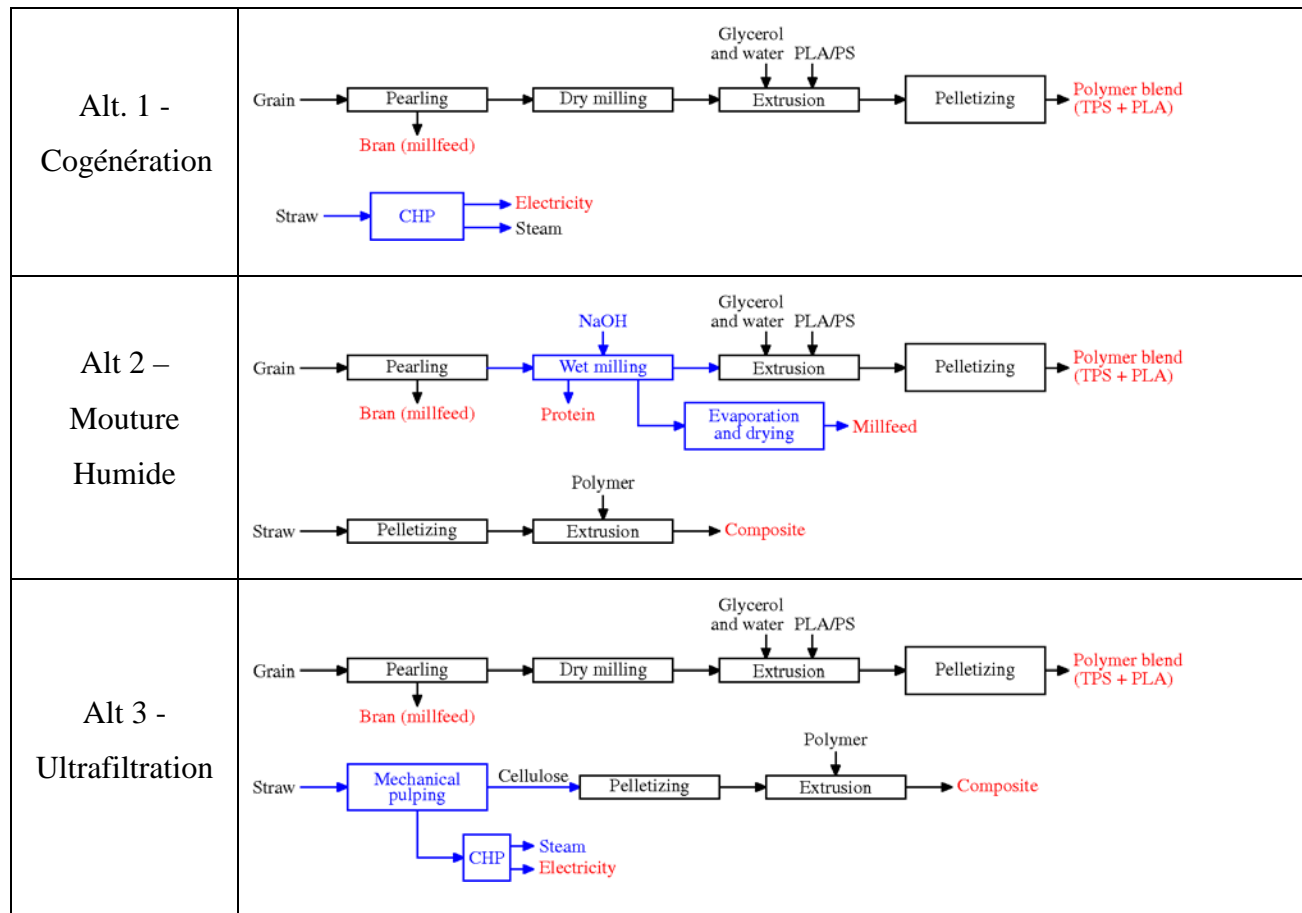 Alt. 1 -
Cogénération
Glycerol
and water PLA/PS
Grain
Pearling
Dry milling
Extrusion
Pelletizing
Polymer blend
(TPS + PLA)
Bran (millfeed)
Straw
CHP
Electricity
Steam
Alt 2 –
Mouture
Humide
NaOH
Glycerol
and water PLA/PS
Grain
Pearling
Wet milling
Extrusion
Pelletizing
Polymer blend
(TPS + PLA)
Bran (millfeed)
Protein
Evaporation
and drying
Millfeed
Polymer
Straw
Pelletizing
Extrusion
Composite
Alt 3 -
Ultrafiltration
Glycerol
and water PLA/PS
Grain
Pearling
Dry milling
Extrusion
Pelletizing
Polymer blend
(TPS + PLA)
Bran (millfeed)
Polymer
Straw
Mechanical
pulping
Cellulose
Pelletizing
Extrusion
Composite
CHP
Steam
Electricity